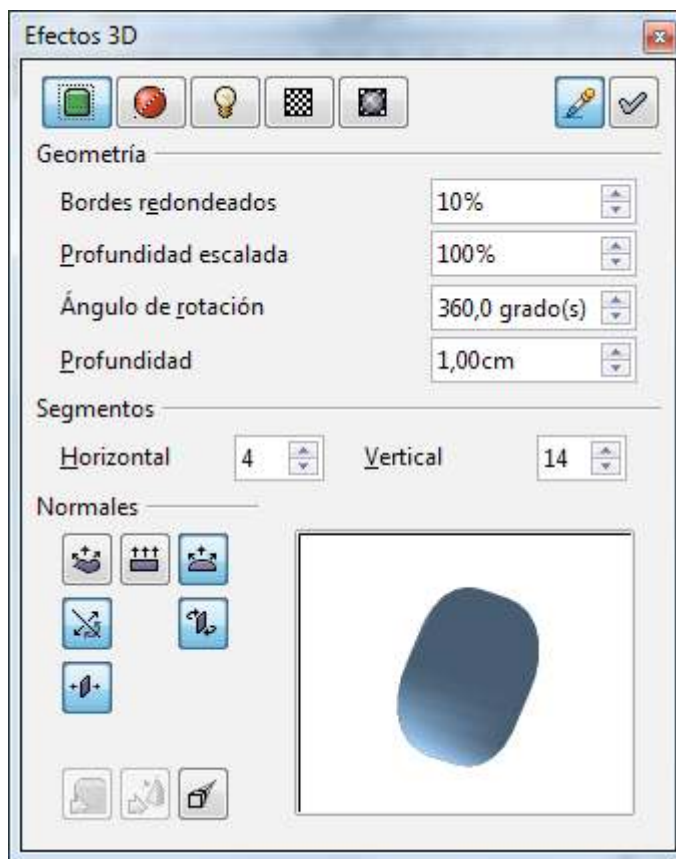 Efectos 3D
Geometría
Bordes redondeados 10%
Profundidad escalada 100%
Ángulo de rotación 360,0 grado(s)
Profundidad 1,00cm
Segmentos
Horizontal 4 Vertical 14
Normales